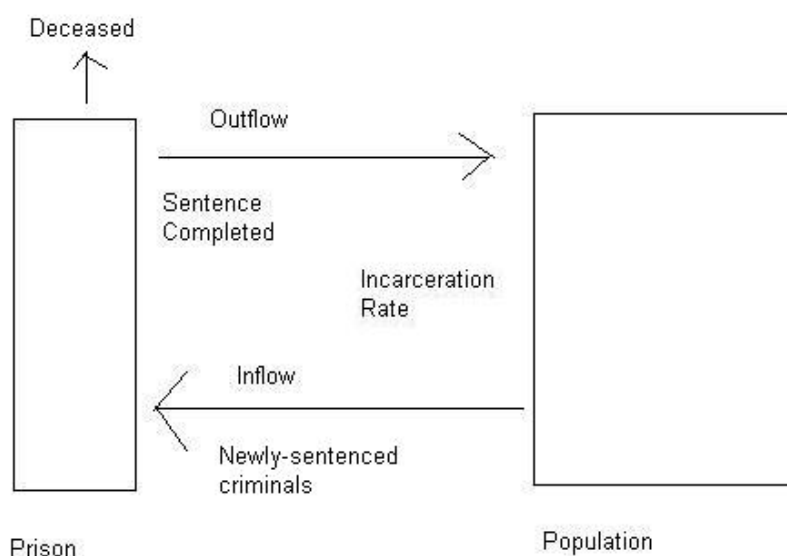 Deceased
Outflow
Sentence
Completed
Incarceration
Rate
Inflow
Newly-sentenced
criminals
Prison
Population